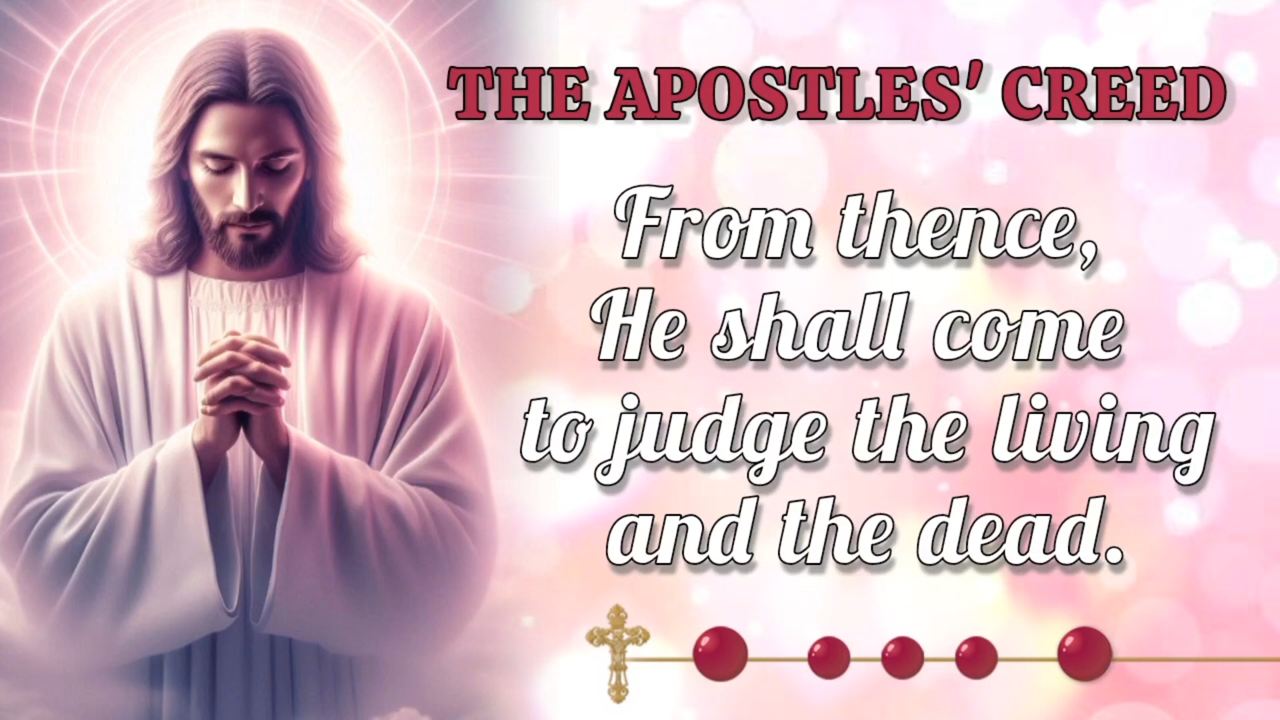 THE APOSTLES' CREED
From thence,
He shall come
to judge the living
and the dead.